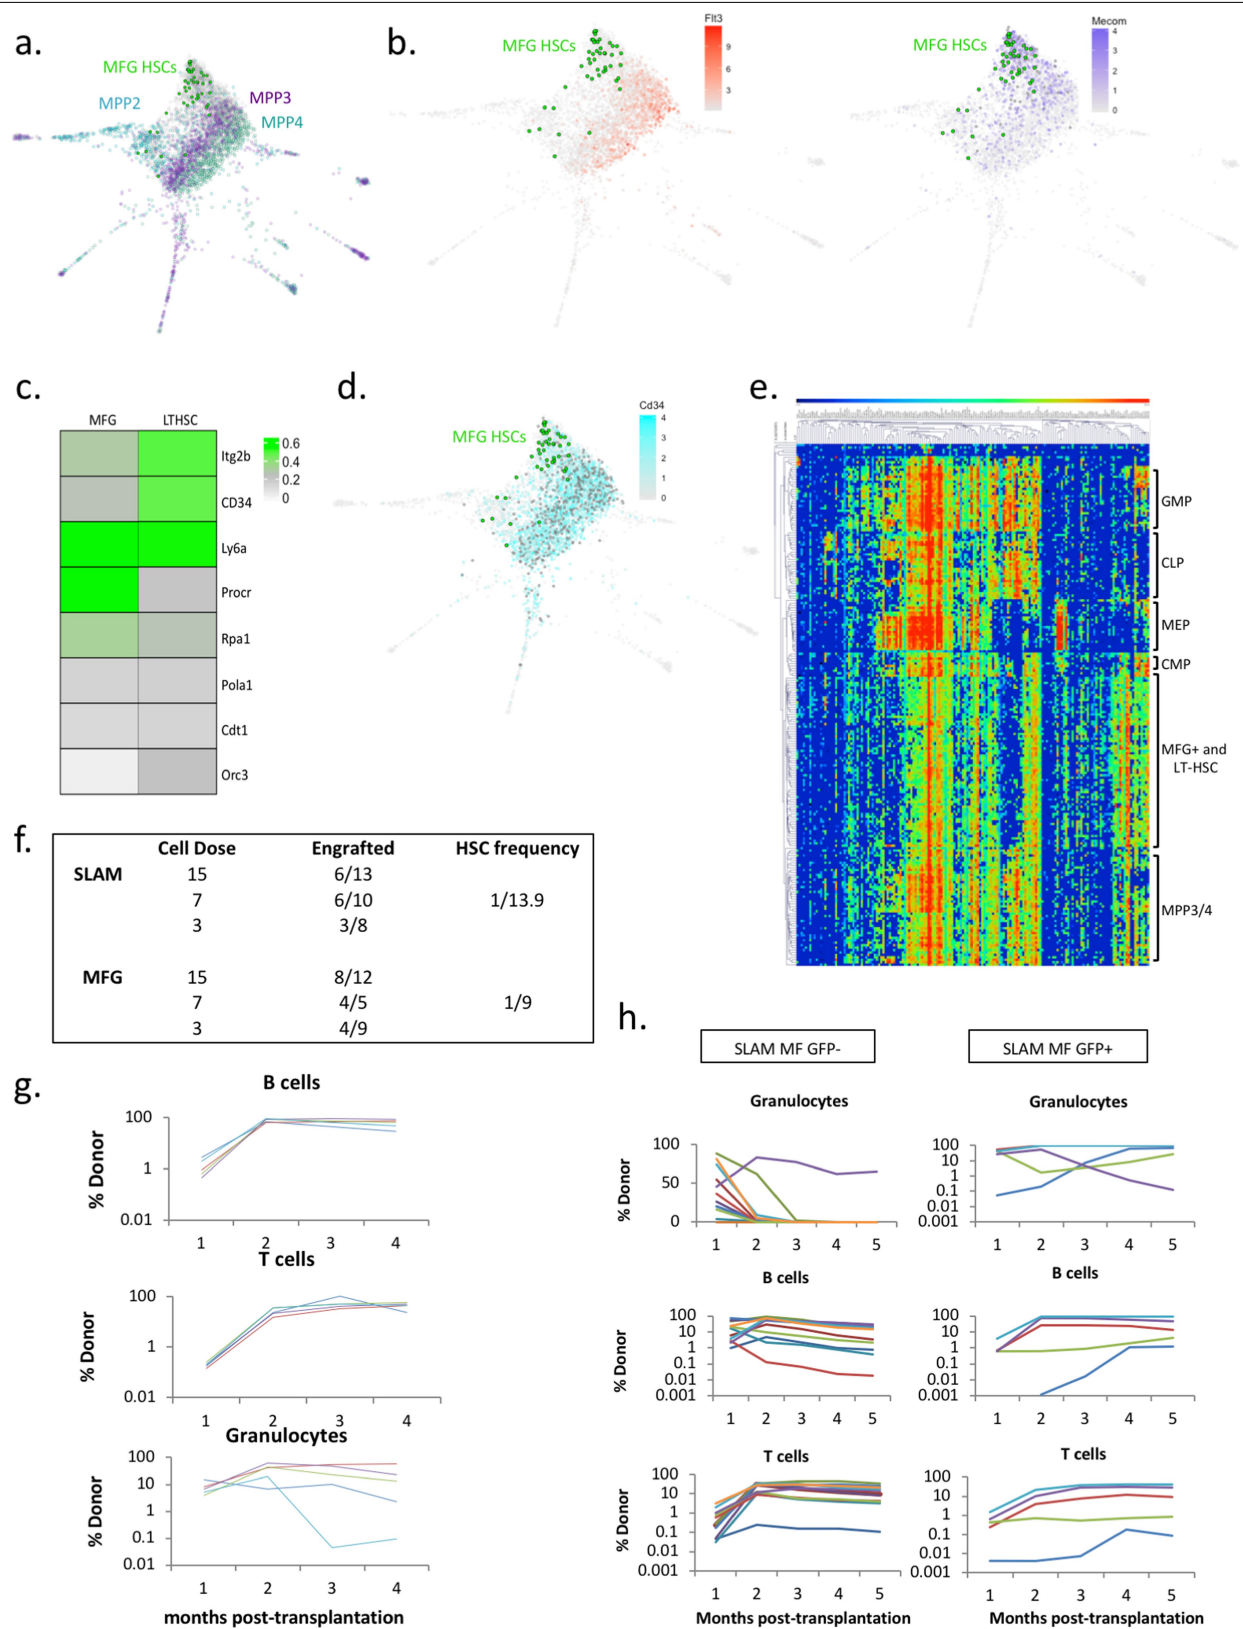 a.
MFG HSCs
MPP2
MPP3
MPP4
b.
MFG HSCs
Flt3
9
6
3
MFG HSCs
Mecom
4
3
2
1
0
c.
MFG LTHSC
0.6
0.4
0.2
0
Itg2b
CD34
Ly6a
Procr
Rpa1
Pola1
Cdt1
Orc3
d.
MFG HSCs
Cd34
4
3
2
1
0
e.
GMP
CLP
MEP
CMP
MFG+ and
LT-HSC
MPP3/4
f.
Cell Dose Engrafted HSC frequency
SLAM 15 6/13
7 6/10 1/13.9
3 3/8
MFG 15 8/12
7 4/5 1/9
3 4/9
g.
B cells
% Donor
100
1
0.01
1 2 3 4
T cells
% Donor
100
1
0.01
1 2 3 4
Granulocytes
% Donor
100
10
1
0.1
0.01
1 2 3 4
months post-transplantation
h.
SLAM MF GFP-
Granulocytes
% Donor
100
50
0
1 2 3 4 5
B cells
% Donor
100
10
1
0.1
0.01
0.001
1 2 3 4 5
T cells
% Donor
100
10
1
0.1
0.01
0.001
1 2 3 4 5
Months post-transplantation
SLAM MF GFP+
Granulocytes
100
10
1
0.1
0.01
0.001
1 2 3 4 5
B cells
100
10
1
0.1
0.01
0.001
1 2 3 4 5
T cells
100
10
1
0.1
0.01
0.001
1 2 3 4 5
Months post-transplantation